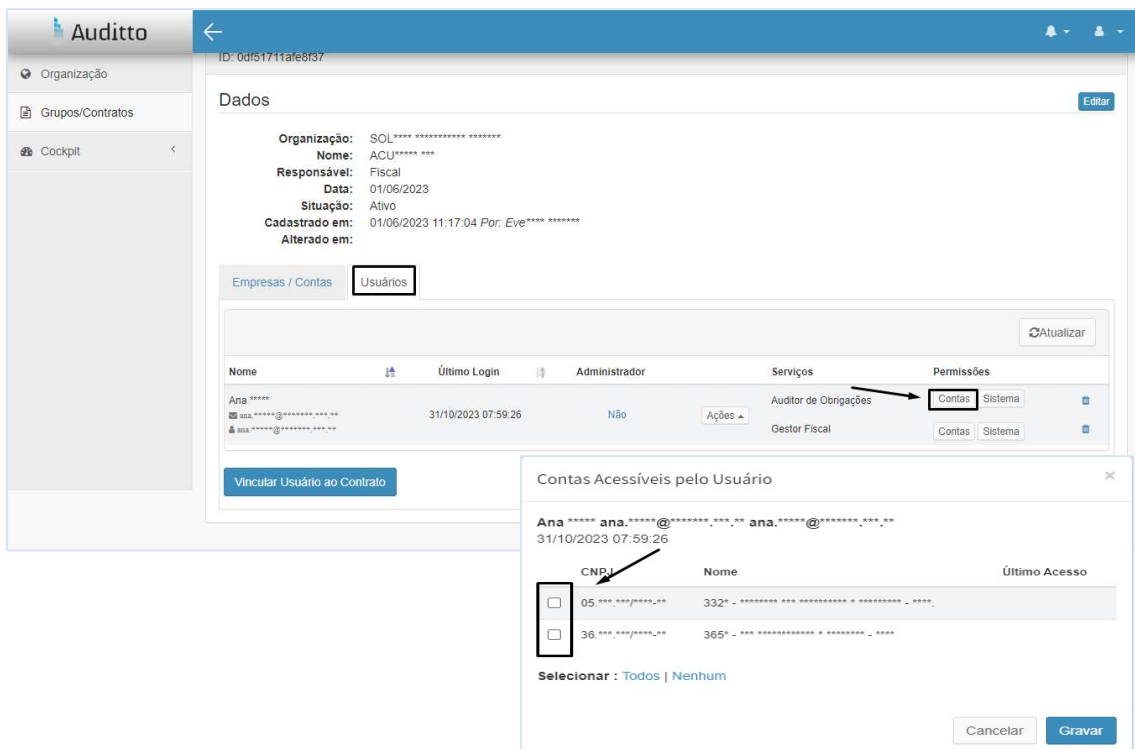 Auditto
ID: 0df51711afe8f37
Organização
Grupos/Contratos
Cockpit
Dados
Editar
Organização: SOL**** *********** *******
Nome: ACU***** ***
Responsável: Fiscal
Data: 01/06/2023
Situação: Ativo
Cadastrado em: 01/06/2023 11:17:04 Por: Eve**** *******
Alterado em:
Empresas / Contas Usuários
Atualizar
Nome Último Login Administrador Serviços Permissões
Ana *****
ana.*****@*******.***.**
ana.*****@*******.***.**
31/10/2023 07:59:26 Não Ações
Auditor de Obrigações Contas Sistema
Gestor Fiscal Contas Sistema
Vincular Usuário ao Contrato
Contas Acessíveis pelo Usuário
Ana ***** ana.*****@*******.***.** ana.*****@*******.***.**
31/10/2023 07:59:26
CNPJ Nome Último Acesso
05.***.***/****-** 332* - ******** *** ********** * ********* - ****.
36.***.***/****-** 365* - *** ************ * ******** - ****
Selecionar : Todos | Nenhum
Cancelar Gravar